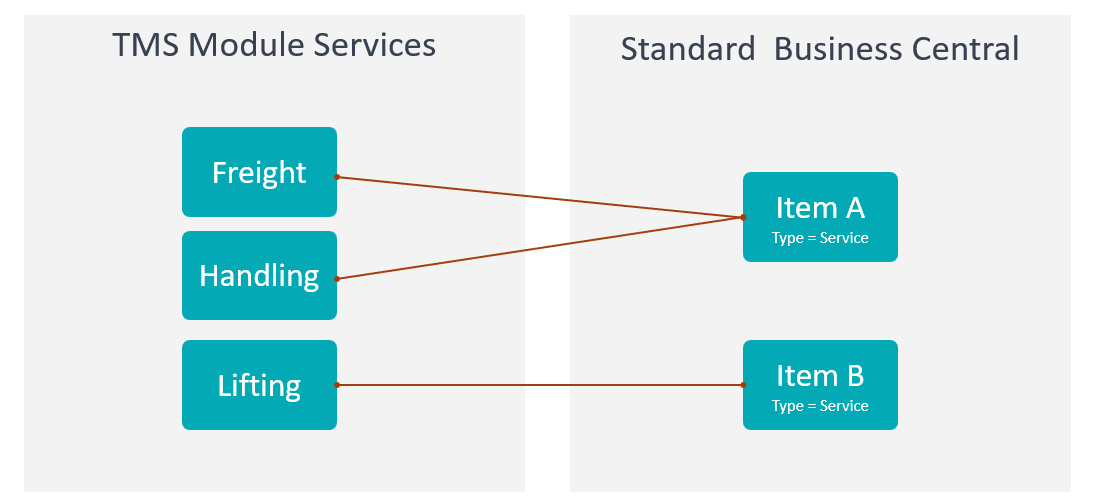 TMS Module Services
Freight
Handling
Lifting
Standard  Business Central
Item A
Type = Service
Item B
Type = Service